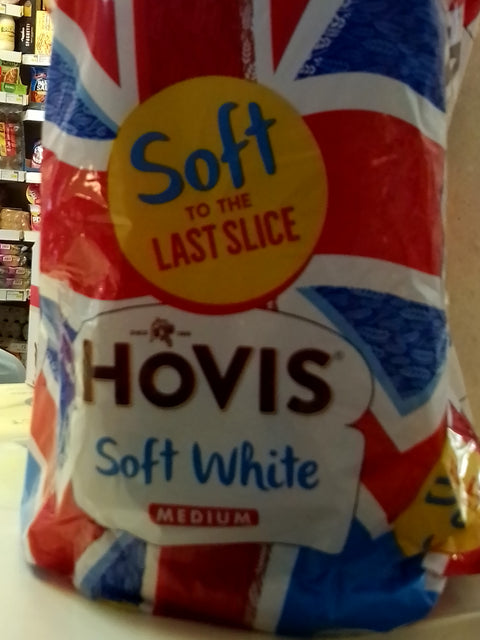 Soft
TO THE
LAST SLICE
HOVIS
Soft White
MEDIUM